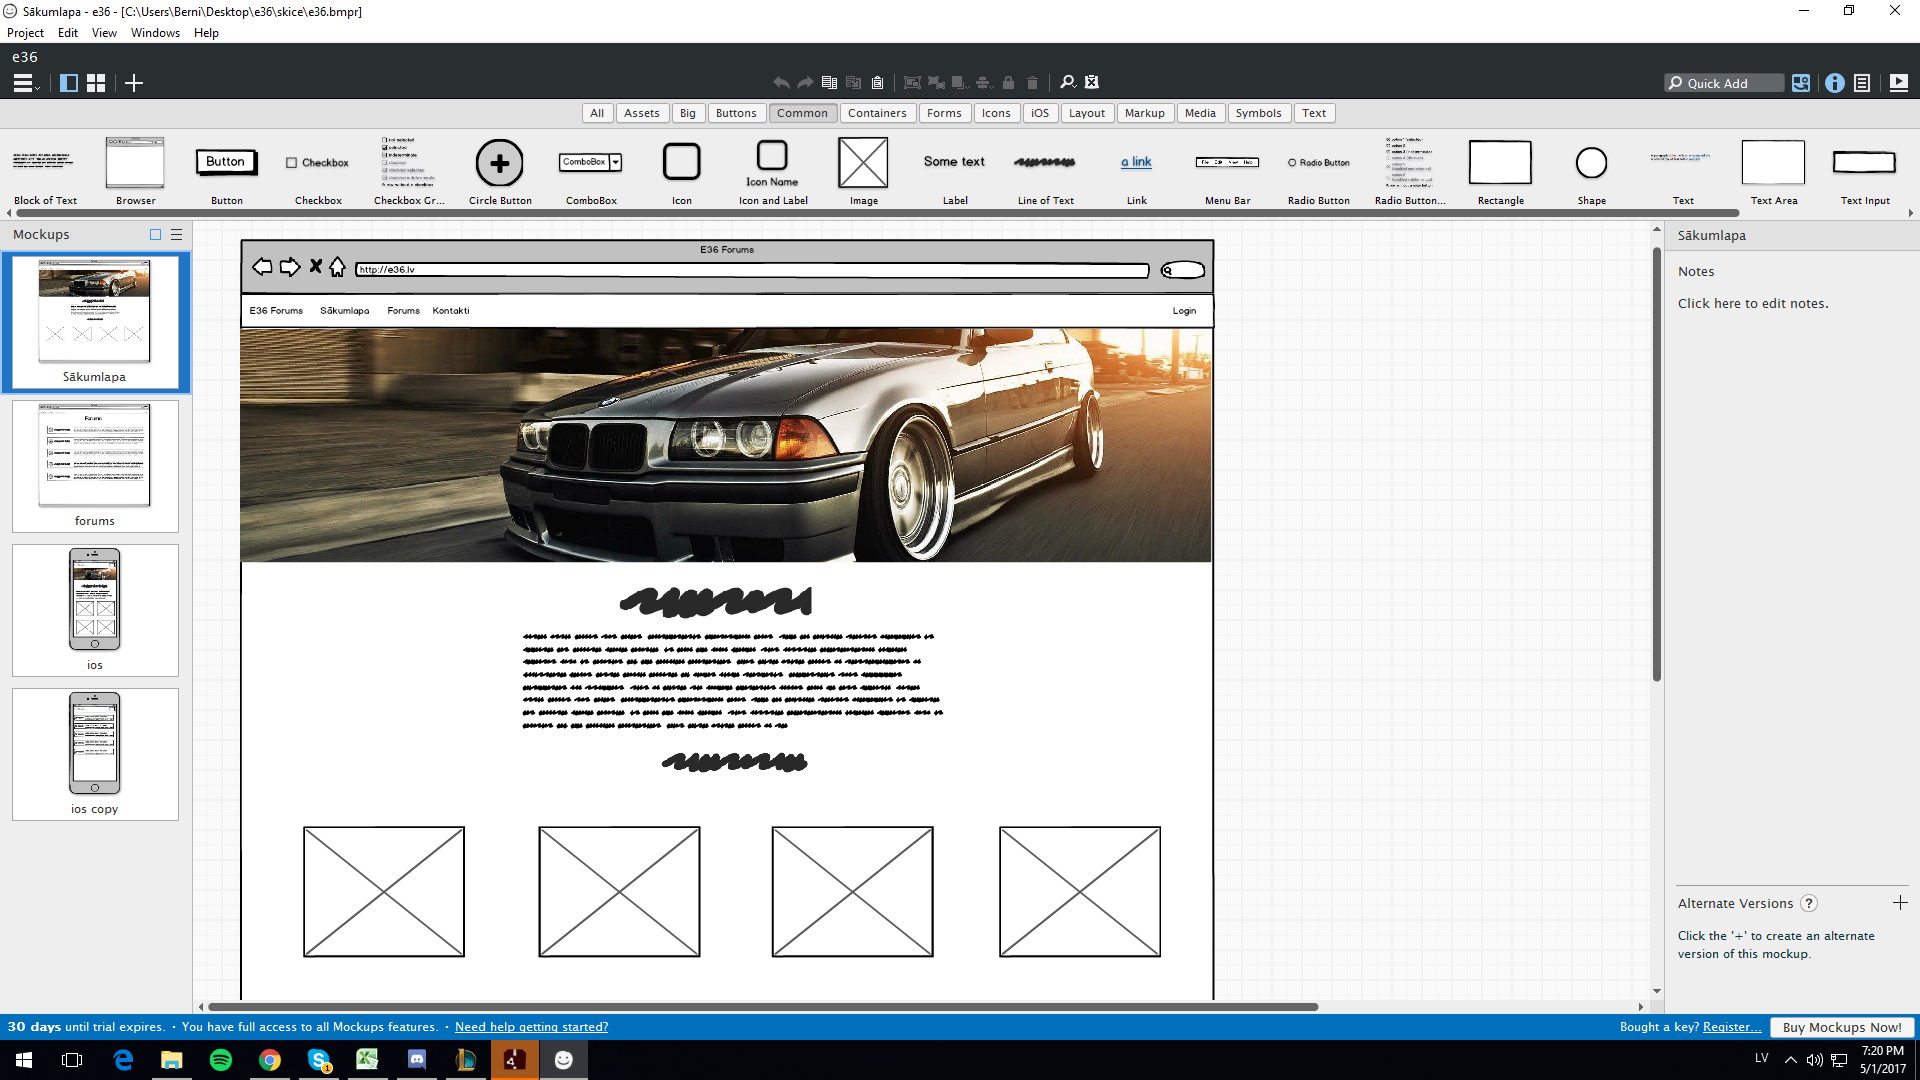 Sākumlapa - e36 - [C:\Users\Berni\Desktop\e36\skice\e36.bmpr]
Project Edit View Windows Help
e36
Quick Add
All Assets Big Buttons Common Containers Forms Icons iOS Layout Markup Media Symbols Text
Button Checkbox ComboBox Icon Name Some text a link File Edit View Help Radio Button
Block of Text Browser Button Checkbox Checkbox Gr... Circle Button ComboBox Icon Icon and Label Image Label Line of Text Link Menu Bar Radio Button Radio Button... Rectangle Shape Text Text Area Text Input
Mockups
Sākumlapa
forums
ios
ios copy
E36 Forums
http://e36.lv
E36 Forums Sākumlapa Forums Kontakti Login
Sākumlapa
Notes
Click here to edit notes.
Alternate Versions ?
Click the '+' to create an alternate
version of this mockup.
30 days until trial expires. · You have full access to all Mockups features. · Need help getting started?
Bought a key? Register... Buy Mockups Now!
LV
7:20 PM
5/1/2017